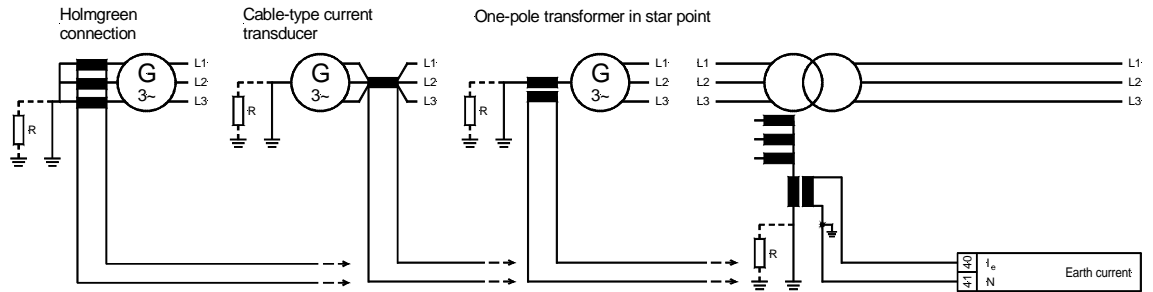 Holmgreen
connection
Cable-type current
transducer
One-pole transformer in star point
G
3~
L1
L2
L3
R
G
3~
L1
L2
L3
R
G
3~
L1
L2
L3
R
L1
L2
L3
L1
L2
L3
R
40
41
Ie
N
Earth current